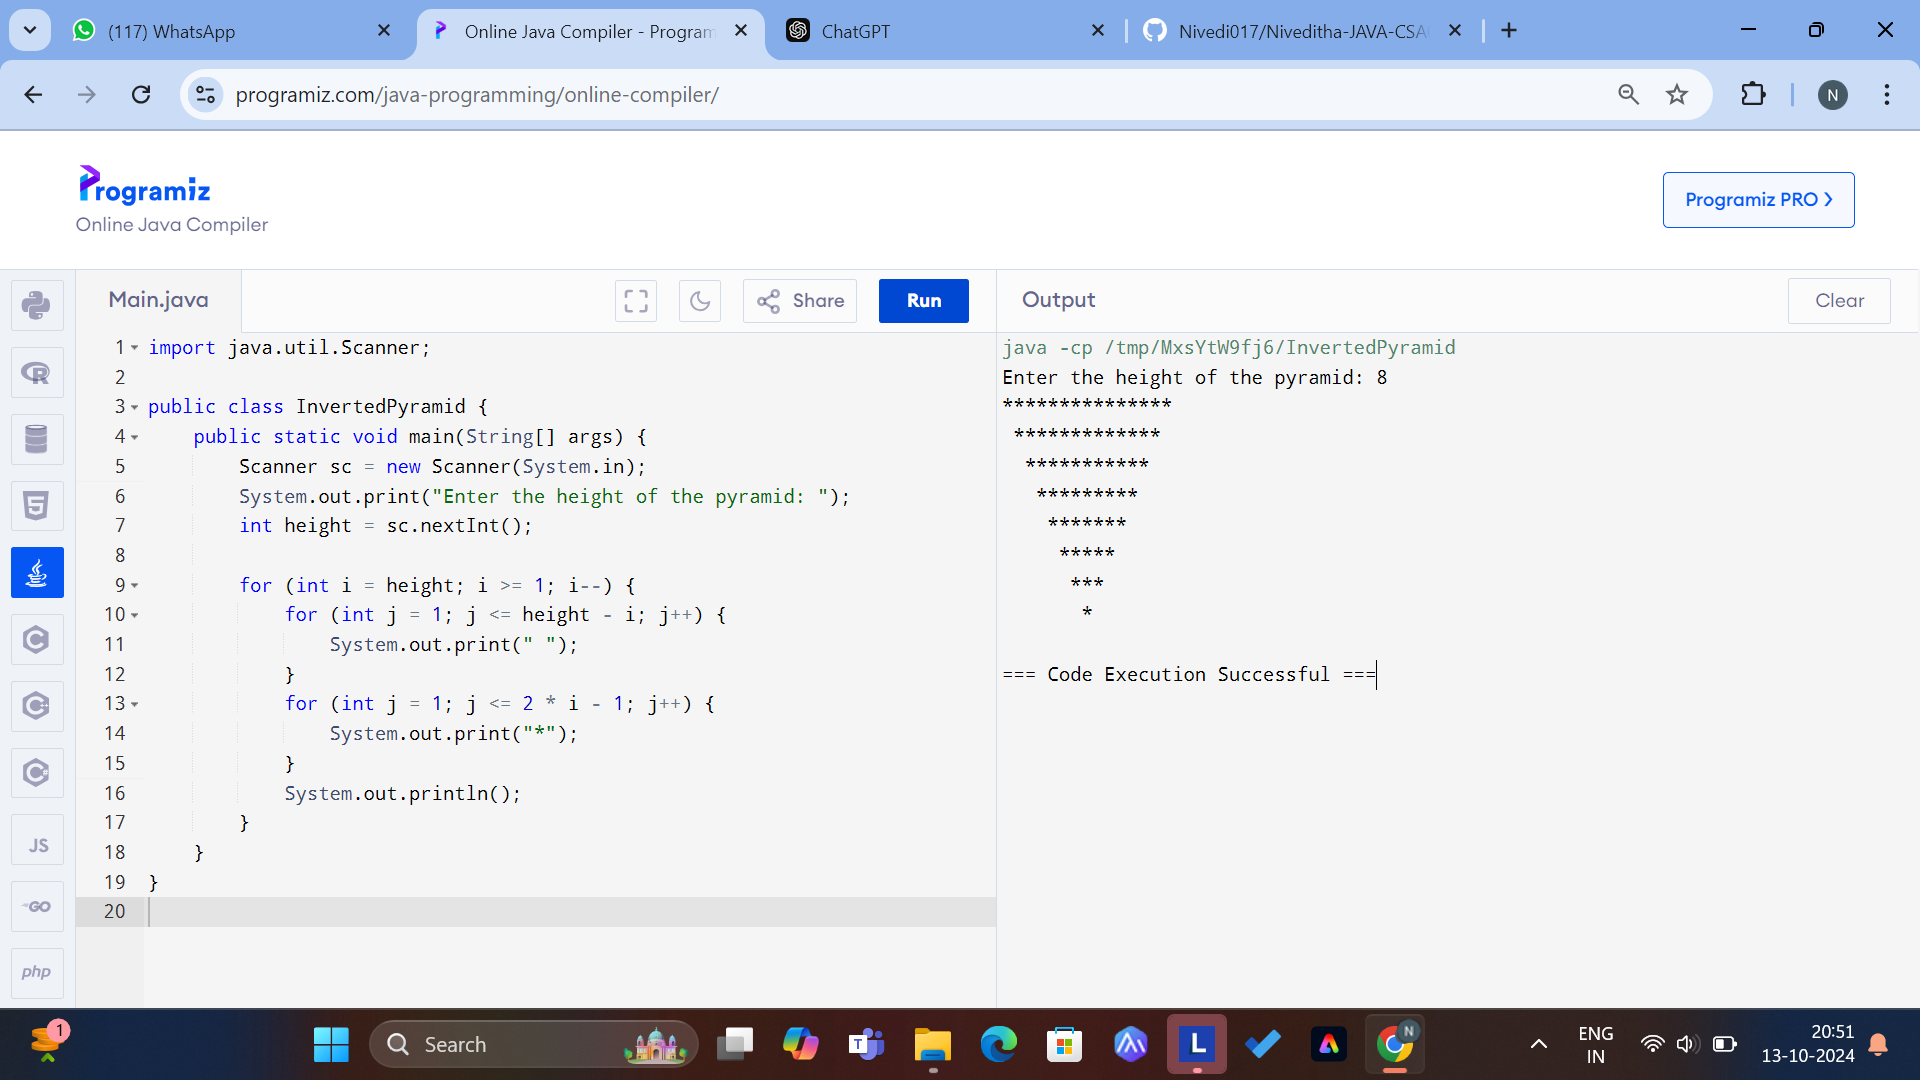 (117) WhatsApp
Online Java Compiler - Program
ChatGPT
Nivedi017/Niveditha-JAVA-CSA
programiz.com/java-programming/online-compiler/
N
Programiz
Online Java Compiler
Programiz PRO
Main.java
Share
Run
Output
Clear
1 import java.util.Scanner;
2
3 public class InvertedPyramid {
4     public static void main(String[] args) {
5         Scanner sc = new Scanner(System.in);
6         System.out.print("Enter the height of the pyramid: ");
7         int height = sc.nextInt();
8
9         for (int i = height; i >= 1; i--) {
10             for (int j = 1; j <= height - i; j++) {
11                 System.out.print(" ");
12             }
13             for (int j = 1; j <= 2 * i - 1; j++) {
14                 System.out.print("*");
15             }
16             System.out.println();
17         }
18     }
19 }
20
java -cp /tmp/MxsYtW9fj6/InvertedPyramid
Enter the height of the pyramid: 8
***************
 *************
  ***********
   *********
    *******
     *****
      ***
       *
=== Code Execution Successful ===
R
5
C
C
C
JS
GO
php
1
Search
T
L
N
ENG
IN
20:51
13-10-2024